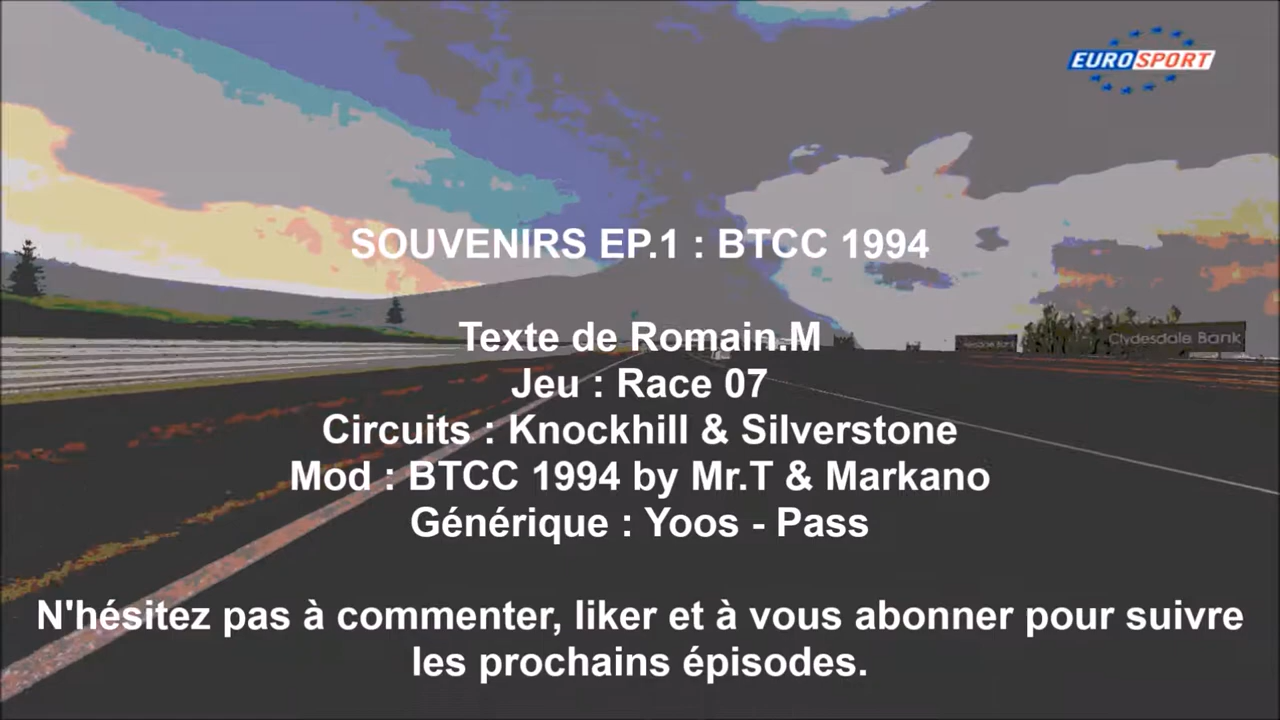 EUROSPORT
SOUVENIRS EP.1 : BTCC 1994
Texte de Romain.M
Jeu : Race 07
Clydesdale Bank
Circuits : Knockhill & Silverstone
Mod : BTCC 1994 by Mr.T & Markano
Générique : Yoos - Pass
N'hésitez pas à commenter, liker et à vous abonner pour suivre
les prochains épisodes.